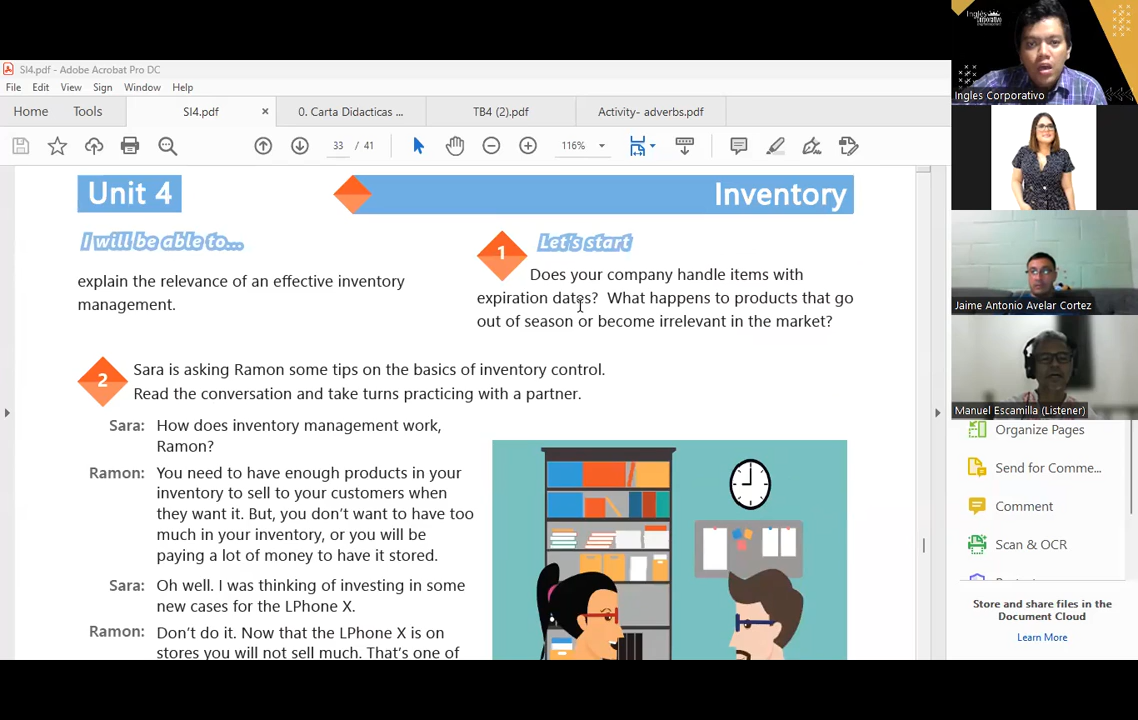 SI4.pdf - Adobe Acrobat Pro DC
File Edit View Sign Window Help
Home Tools SI4.pdf × 0. Carta Didacticas ... TB4 (2).pdf Activity- adverbs.pdf
33 / 41 116%
Unit 4
Inventory
I will be able to...
explain the relevance of an effective inventory
management.
1 Let's start
Does your company handle items with
expiration dates? What happens to products that go
out of season or become irrelevant in the market?
2 Sara is asking Ramon some tips on the basics of inventory control.
Read the conversation and take turns practicing with a partner.
Sara: How does inventory management work,
Ramon?
Ramon: You need to have enough products in your
inventory to sell to your customers when
they want it. But, you don't want to have too
much in your inventory, or you will be
paying a lot of money to have it stored.
Sara: Oh well. I was thinking of investing in some
new cases for the LPhone X.
Ramon: Don't do it. Now that the LPhone X is on
stores you will not sell much. That's one of
Inglés
Corporativo
Ingles Corporativo
Jaime Antonio Avelar Cortez
Manuel Escamilla (Listener)
Organize Pages
Send for Comme...
Comment
Scan & OCR
Store and share files in the
Document Cloud
Learn More